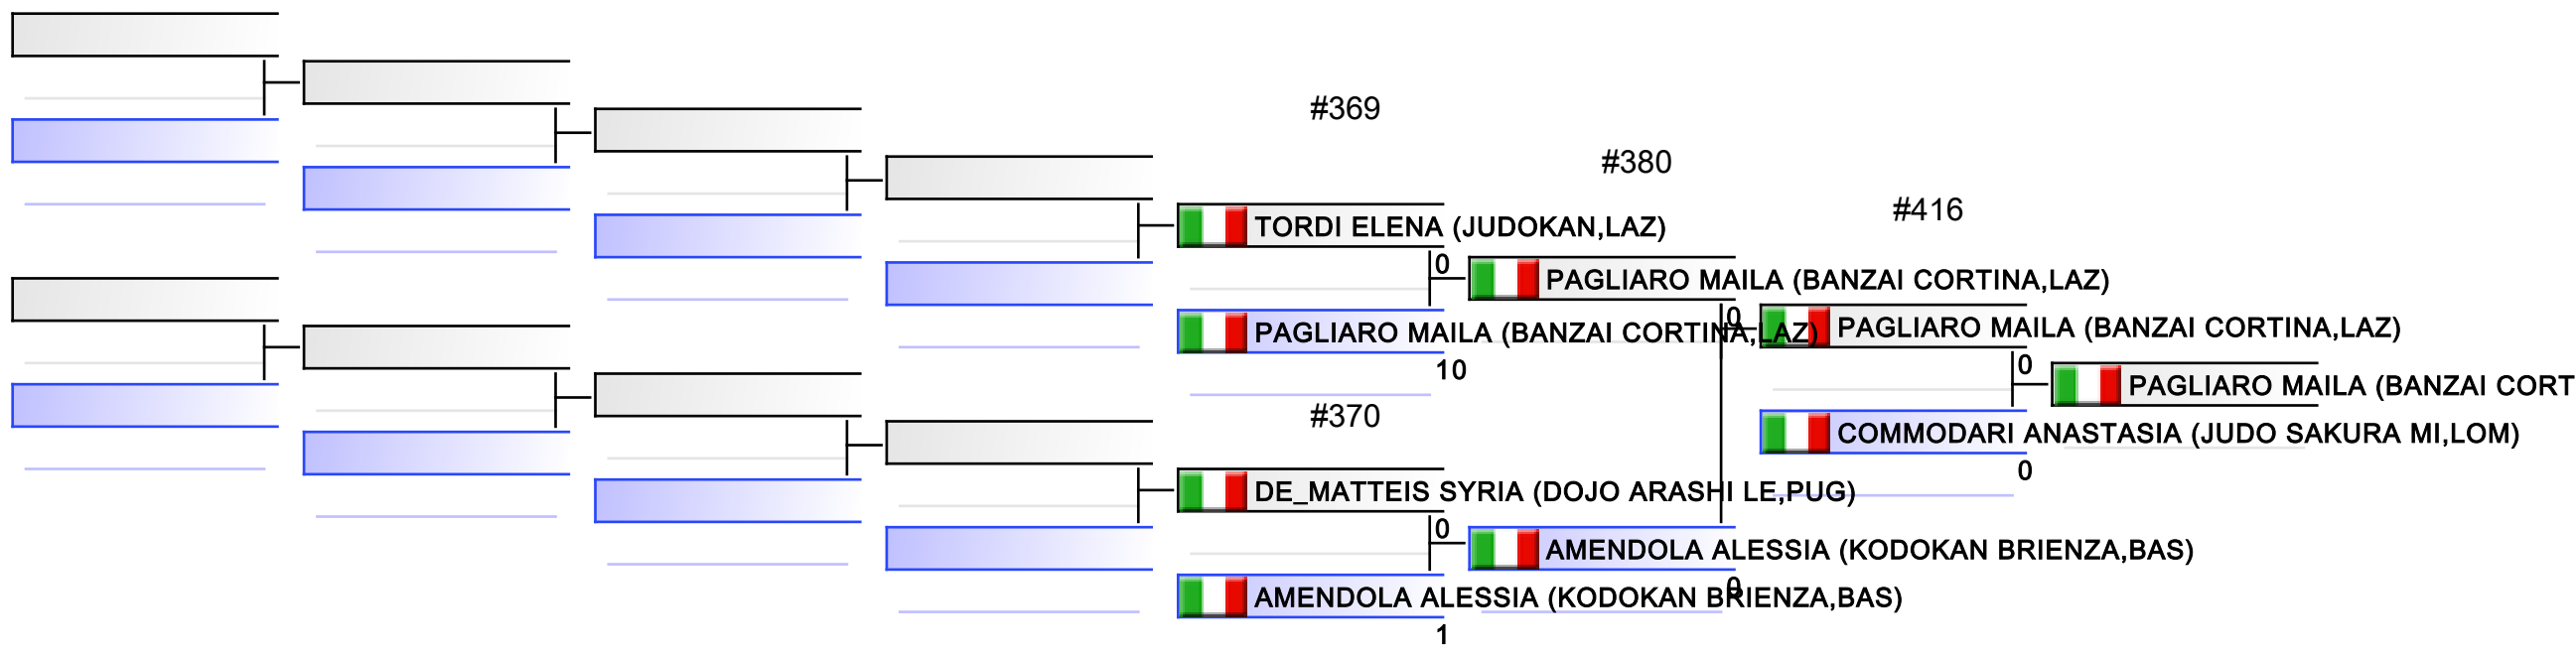 #369
#380
#416
TORDI ELENA (JUDOKAN,LAZ)
0
PAGLIARO MAILA (BANZAI CORTINA,LAZ)
0
PAGLIARO MAILA (BANZAI CORTINA,LAZ)
10
PAGLIARO MAILA (BANZAI CORTINA,LAZ)
0
PAGLIARO MAILA (BANZAI CORT
COMMODARI ANASTASIA (JUDO SAKURA MI,LOM)
0
#370
DE_MATTEIS SYRIA (DOJO ARASHI LE,PUG)
0
AMENDOLA ALESSIA (KODOKAN BRIENZA,BAS)
0
AMENDOLA ALESSIA (KODOKAN BRIENZA,BAS)
1